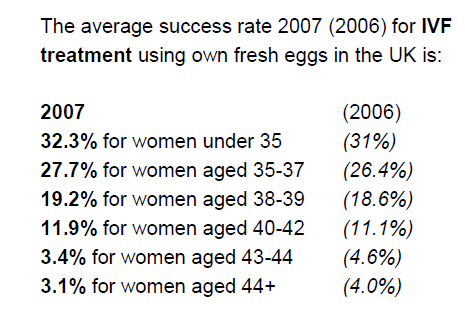 The average success rate 2007 (2006) for IVF
treatment using own fresh eggs in the UK is:
2007 (2006)
32.3% for women under 35 (31%)
27.7% for women aged 35-37 (26.4%)
19.2% for women aged 38-39 (18.6%)
11.9% for women aged 40-42 (11.1%)
3.4% for women aged 43-44 (4.6%)
3.1% for women aged 44+ (4.0%)